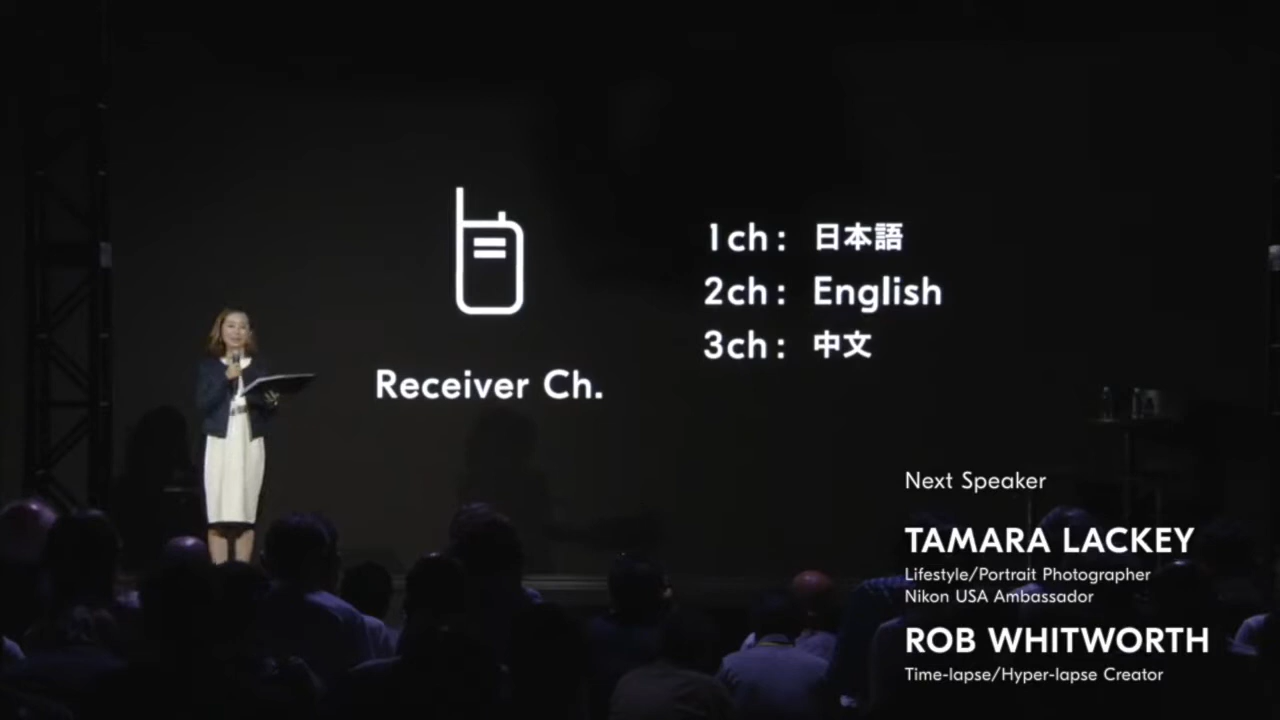 Receiver Ch.
1ch : 日本語
2ch : English
3ch : 中文
Next Speaker
TAMARA LACKEY
Lifestyle/Portrait Photographer
Nikon USA Ambassador
ROB WHITWORTH
Time-lapse/Hyper-lapse Creator